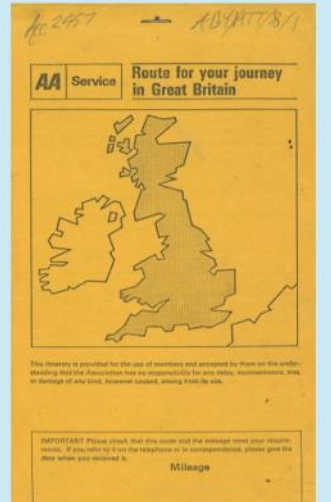 Acc 2457
AA Service
Route for your journey
in Great Britain
This itinerary is provided for the use of members and accepted by them on the under-
standing that the Association has no responsibility for any delay, inconvenience, loss,
or damage of any kind, however caused, arising from its use.
IMPORTANT Please check that this route and the mileage meet your require-
ments. If you refer to it on the telephone or in correspondence, please give the
date when you received it.
Mileage